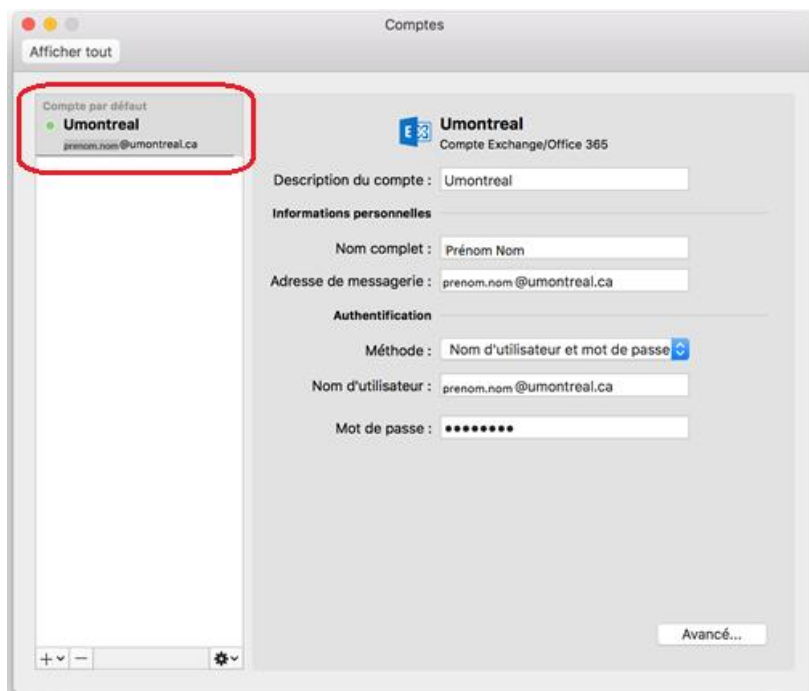 Comptes
Afficher tout
Compte par défaut
Umontreal
prenom.nom@umontreal.ca
Umontreal
Compte Exchange/Office 365
Description du compte : Umontreal
Informations personnelles
Nom complet : Prénom Nom
Adresse de messagerie : prenom.nom @umontreal.ca
Authentification
Méthode : Nom d'utilisateur et mot de passe
Nom d'utilisateur : prenom.nom @umontreal.ca
Mot de passe : ••••••••
Avancé...